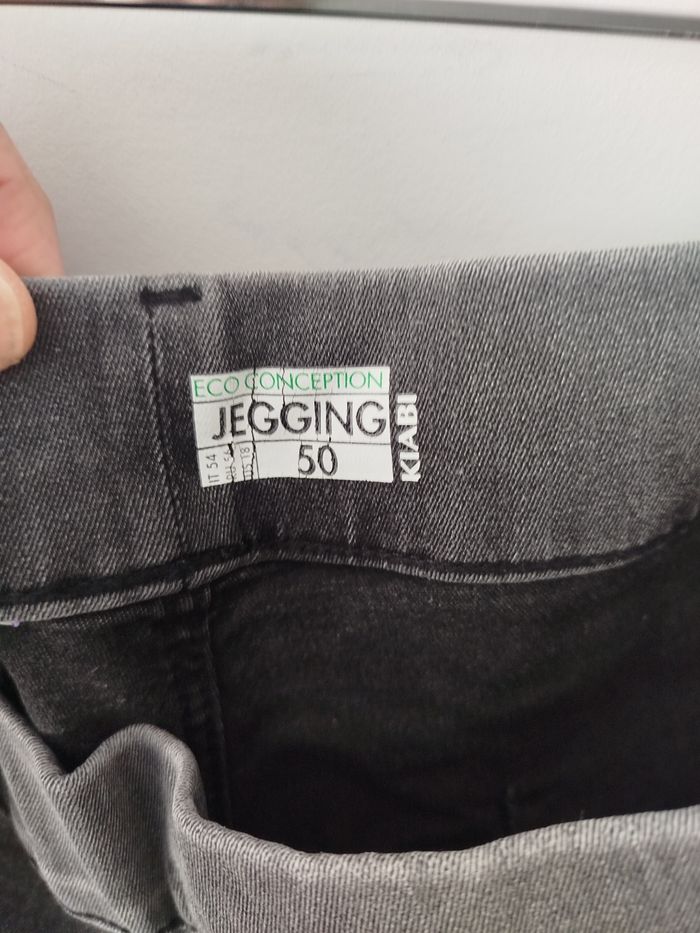 ECO CONCEPTION
JEGGING
IT 54
US 18
50
KIABI